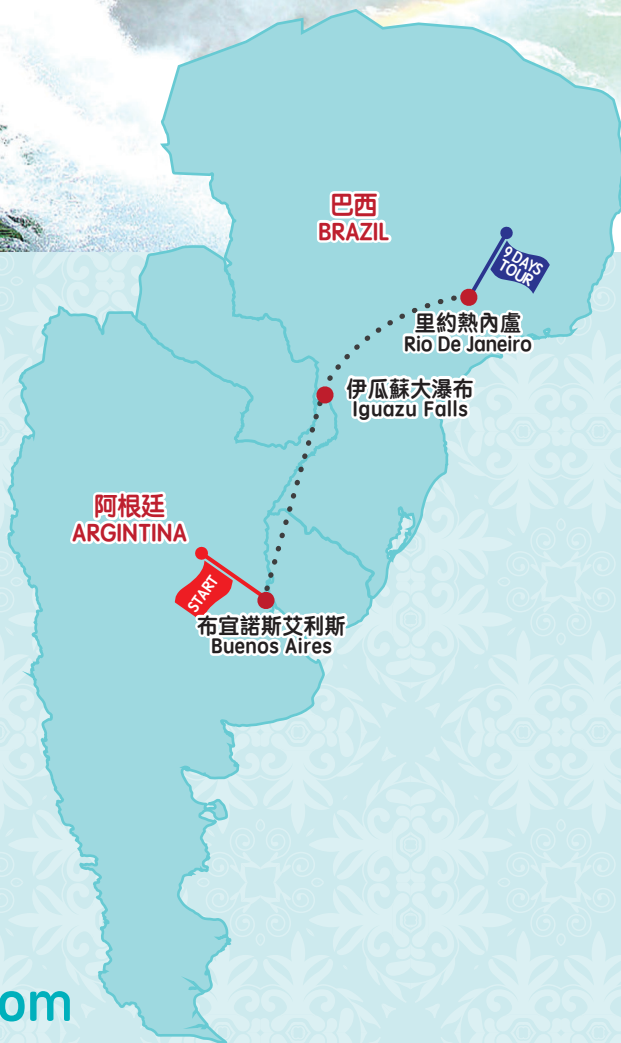 巴西
BRAZIL
9 DAYS
TOUR
里約熱內盧
Rio De Janeiro
伊瓜蘇大瀑布
Iguazu Falls
阿根廷
ARGINTINA
START
布宜諾斯艾利斯
Buenos Aires
om